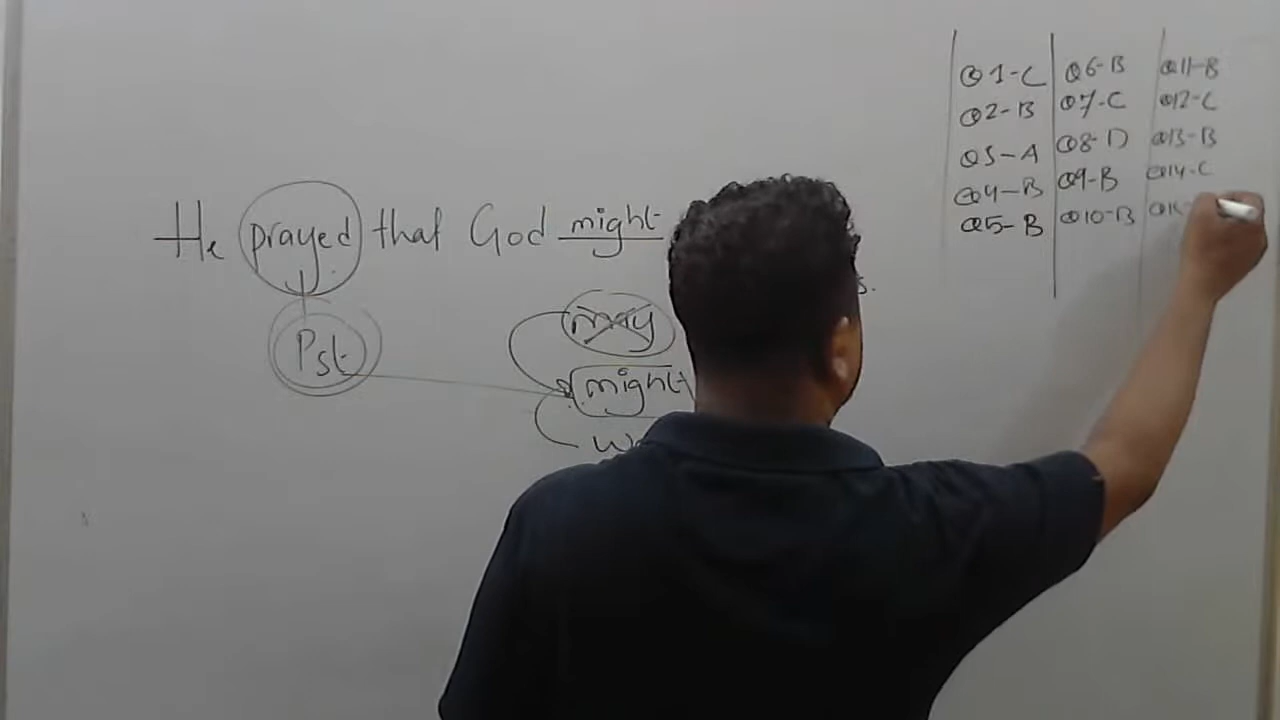 He prayed that God might
s.
Pst
may
might
Q1-C
Q2-B
Q3-A
Q4-B
Q5-B
Q6-B
Q7-C
Q8-D
Q9-B
Q10-B
Q11-B
Q12-C
Q13-B
Q14-C